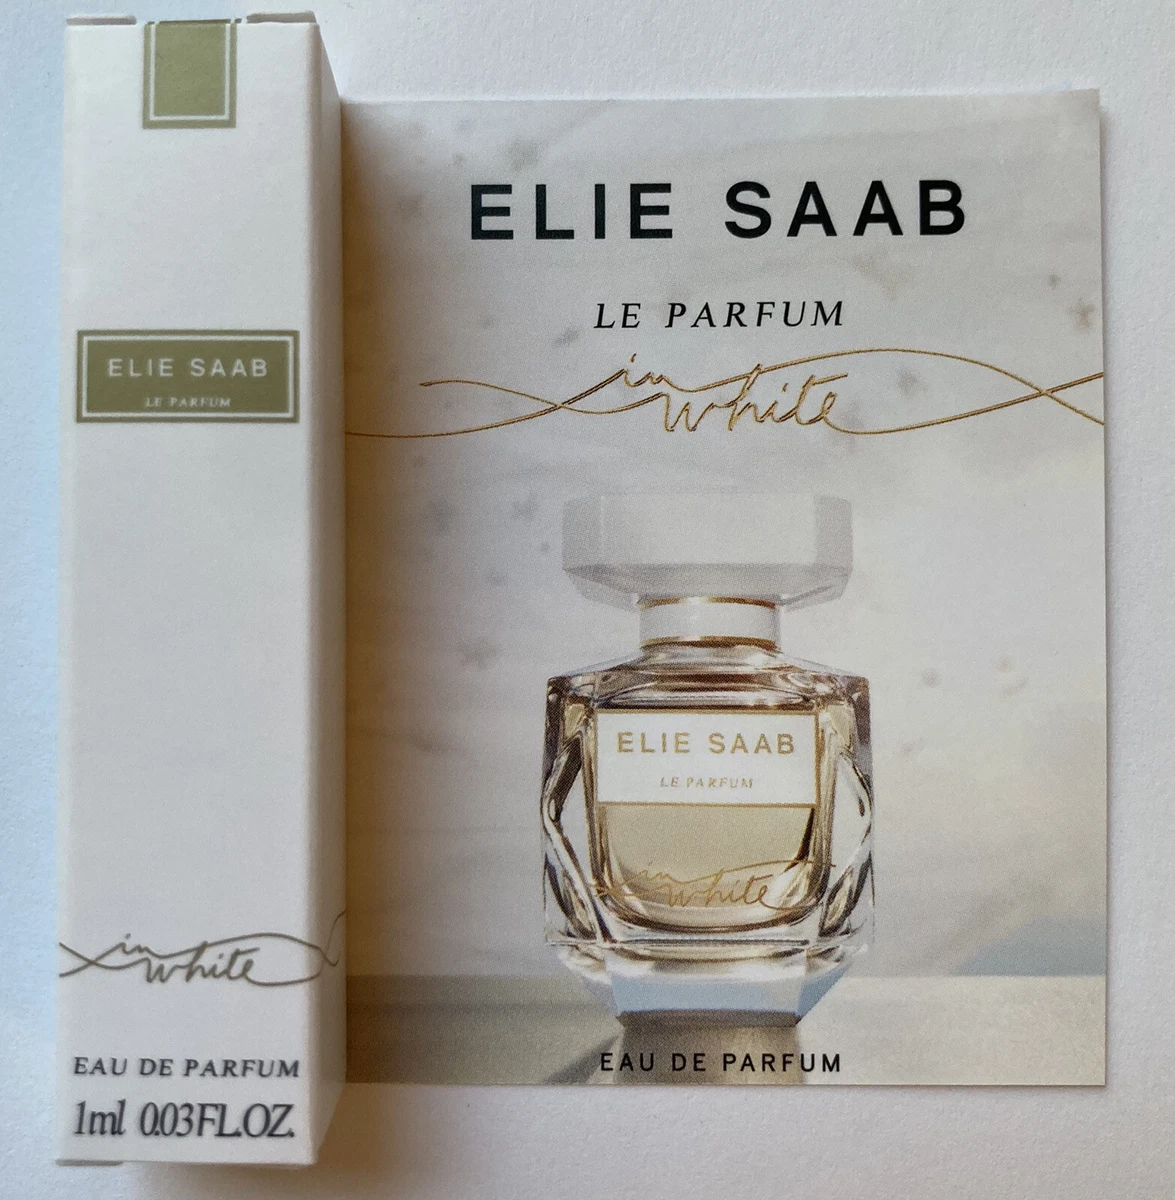 ELIE SAAB
LE PARFUM
in
white
EAU DE PARFUM
1ml 0.03FL.OZ.
ELIE SAAB
LE PARFUM
in
white
ELIE SAAB
LE PARFUM
in
white
EAU DE PARFUM